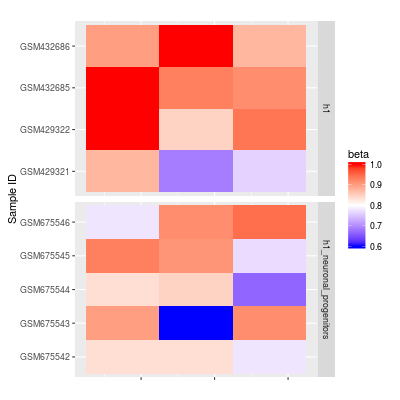 GSM432686
GSM432685
GSM429322
GSM429321
h1
GSM675546
GSM675545
GSM675544
GSM675543
GSM675542
h1_neuronal_progenitors
Sample ID
beta
1.0
0.9
0.8
0.7
0.6